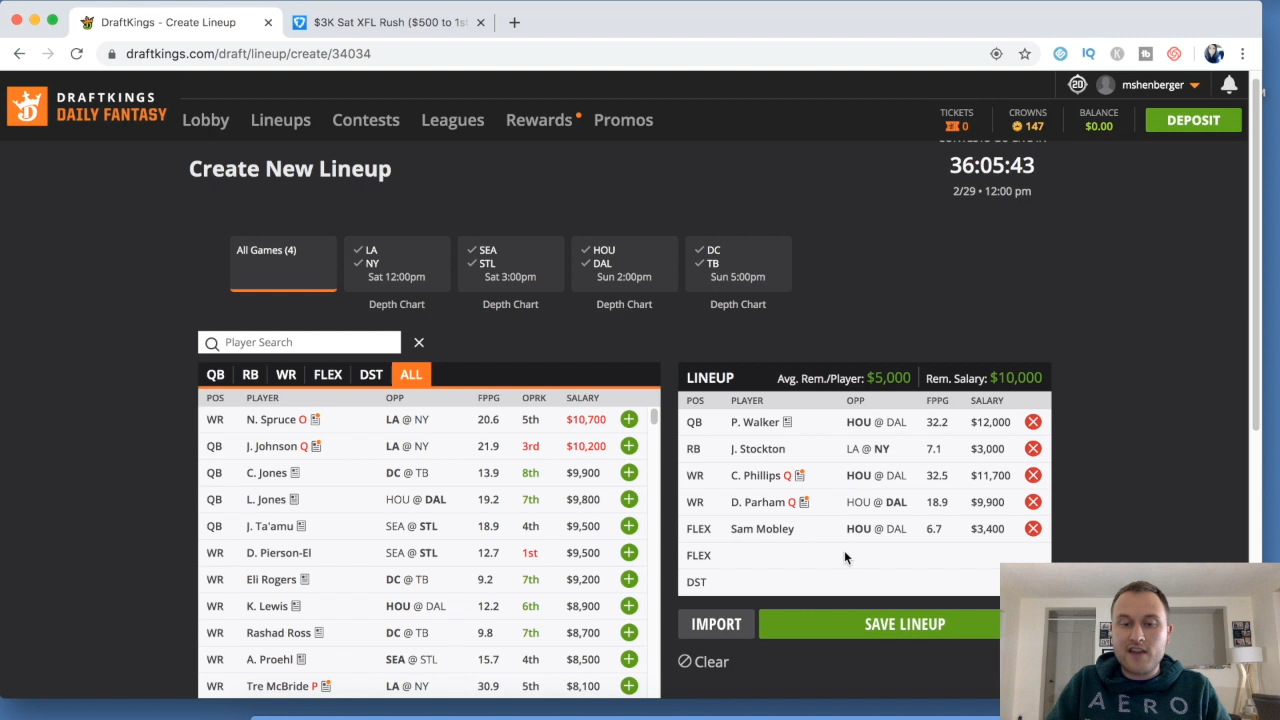 DraftKings - Create Lineup
$3K Sat XFL Rush ($500 to 1st
draftkings.com/draft/lineup/create/34034
DRAFTKINGS
DAILY FANTASY
Lobby Lineups Contests Leagues Rewards Promos
20 mshenberger
TICKETS CROWNS BALANCE
0 147 $0.00
DEPOSIT
Create New Lineup
36:05:43
2/29 • 12:00 pm
All Games (4)
LA
NY
Sat 12:00pm
Depth Chart
SEA
STL
Sat 3:00pm
Depth Chart
HOU
DAL
Sun 2:00pm
Depth Chart
DC
TB
Sun 5:00pm
Depth Chart
Player Search
QB RB WR FLEX DST ALL
POS PLAYER OPP FPPG OPRK SALARY
WR N. Spruce O LA @ NY 20.6 5th $10,700
QB J. Johnson Q LA @ NY 21.9 3rd $10,200
QB C. Jones DC @ TB 13.9 8th $9,900
QB L. Jones HOU @ DAL 19.2 7th $9,800
QB J. Ta'amu SEA @ STL 18.9 4th $9,500
WR D. Pierson-El SEA @ STL 12.7 1st $9,500
WR Eli Rogers DC @ TB 9.2 7th $9,200
WR K. Lewis HOU @ DAL 12.2 6th $8,900
WR Rashad Ross DC @ TB 9.8 7th $8,700
WR A. Proehl SEA @ STL 15.7 4th $8,500
WR Tre McBride P LA @ NY 30.9 5th $8,100
LINEUP Avg. Rem./Player: $5,000 Rem. Salary: $10,000
POS PLAYER OPP FPPG SALARY
QB P. Walker HOU @ DAL 32.2 $12,000
RB J. Stockton LA @ NY 7.1 $3,000
WR C. Phillips Q HOU @ DAL 32.5 $11,700
WR D. Parham Q HOU @ DAL 18.9 $9,900
FLEX Sam Mobley HOU @ DAL 6.7 $3,400
FLEX
DST
IMPORT SAVE LINEUP
Clear
AERO